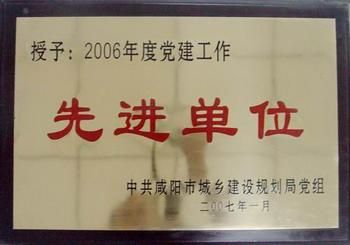 授予：2006年度党建工作
先进单位
中共咸阳市城乡建设规划局党组
二〇〇七年一月